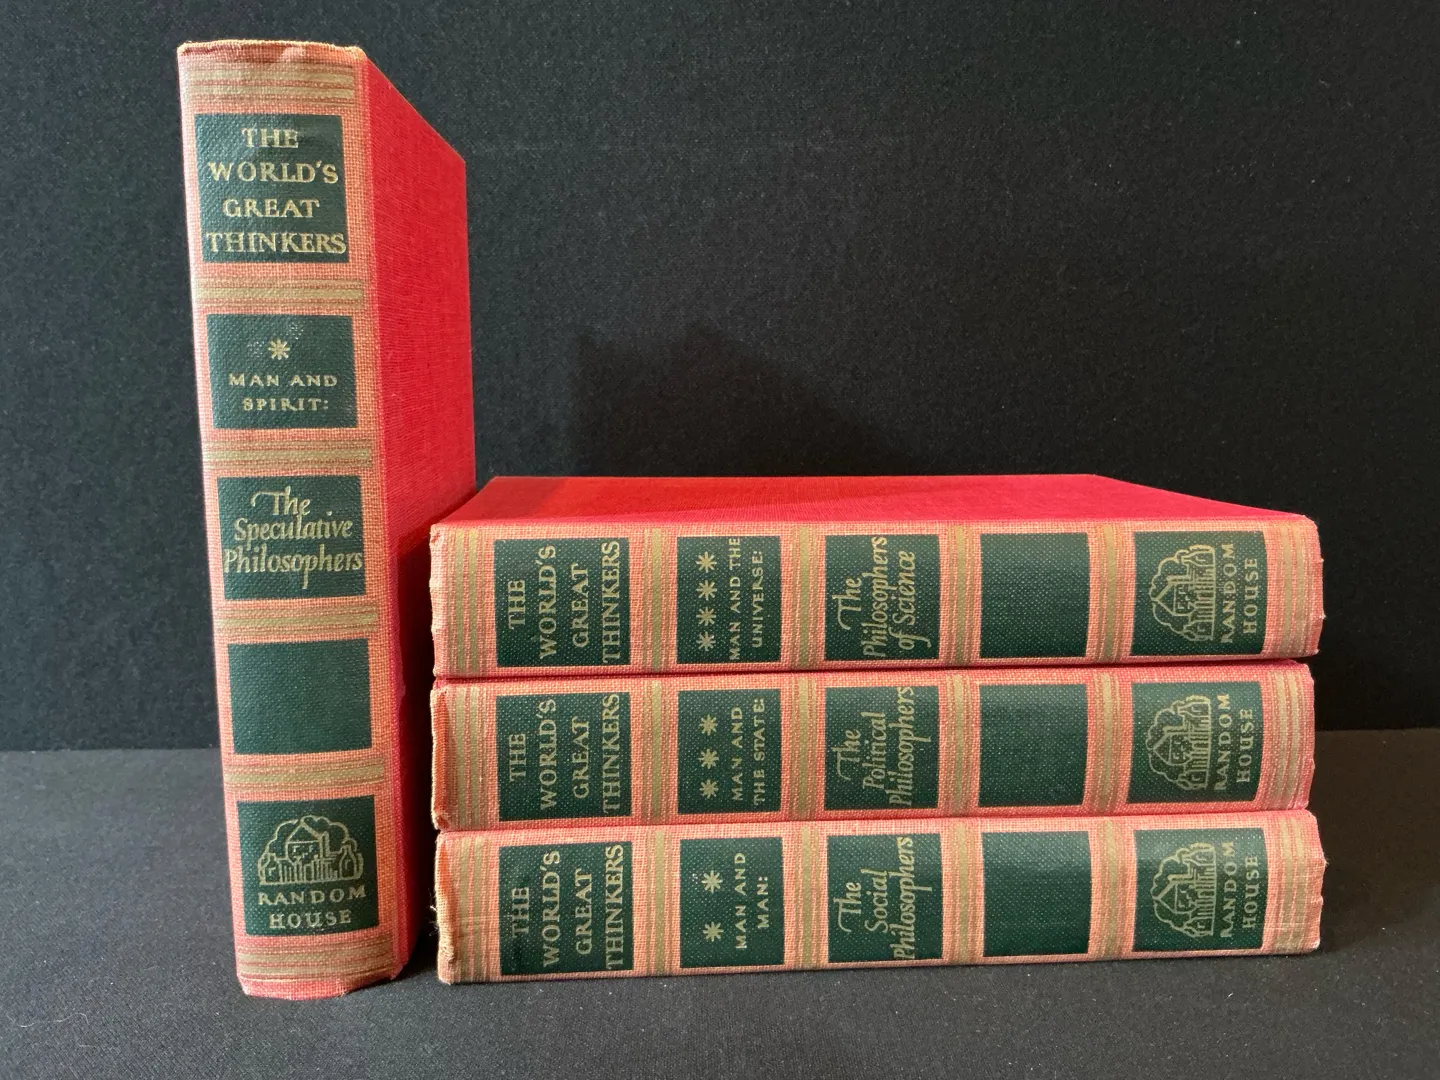 THE
WORLD'S
GREAT
THINKERS
MAN AND
SPIRIT:
The
Speculative
Philosophers
RANDOM
HOUSE
THE
WORLD'S
GREAT
THINKERS
MAN AND THE
UNIVERSE:
The
Philosophers
of Science
RANDOM
HOUSE
THE
WORLD'S
GREAT
THINKERS
MAN AND
THE STATE:
The
Political
Philosophers
RANDOM
HOUSE
THE
WORLD'S
GREAT
THINKERS
MAN AND
MAN:
The
Social
Philosophers
RANDOM
HOUSE